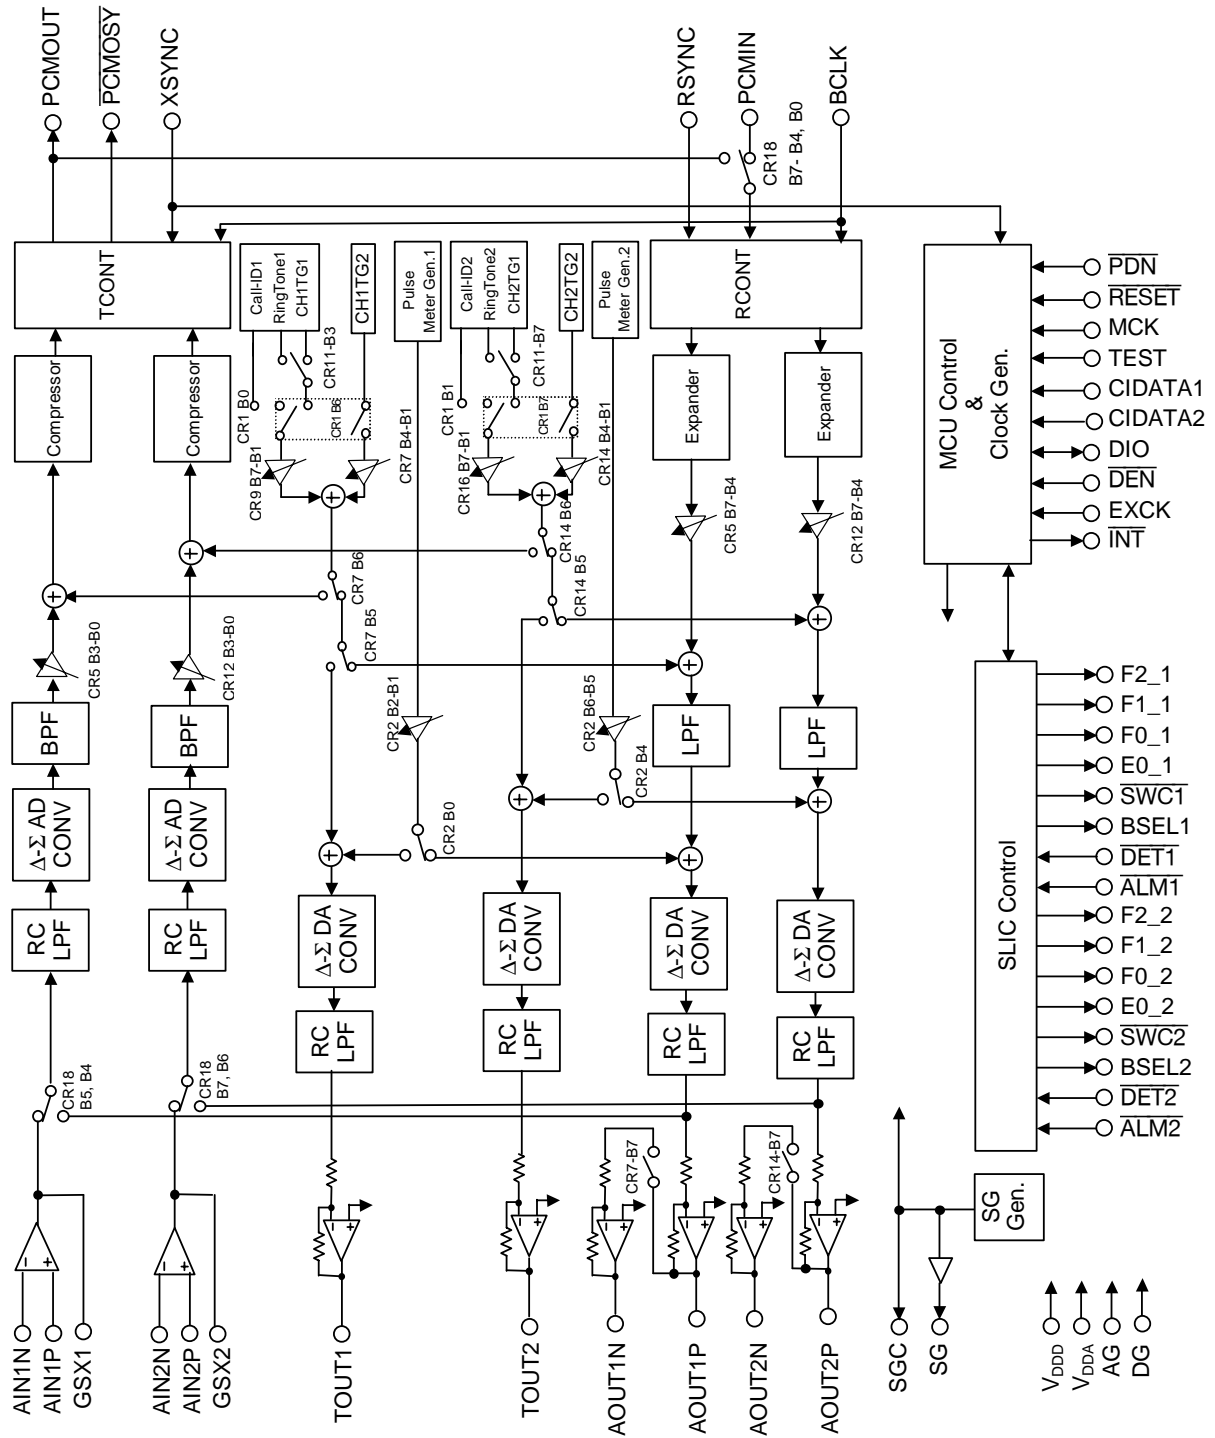 PCMOUT
PCMOSY
XSYNC
RSYNC
PCMIN
BCLK
CR18
B7- B4, B0
TCONT
Call-ID1
RingTone1
CH1TG1
CH1TG2
Pulse
Meter Gen.1
Call-ID2
RingTone2
CH2TG1
CH2TG2
Pulse
Meter Gen.2
RCONT
MCU Control
&
Clock Gen.
PDN
RESET
MCK
TEST
CIDATA1
CIDATA2
DIO
DEN
EXCK
INT
Compressor
Compressor
CR1 B0
CR11-B3
CR1 B6
CR9 B7-B1
CR7 B4-B1
CR1 B1
CR11-B7
CR1 B7
CR16 B7-B1
CR14 B4-B1
Expander
Expander
CR5 B7-B4
CR12 B7-B4
+
+
+
+
CR7 B6
CR7 B5
CR14 B6
CR14 B5
+
+
CR5 B3-B0
CR12 B3-B0
BPF
BPF
CR2 B2-B1
CR2 B6-B5
CR2 B4
CR2 B0
LPF
LPF
+
+
+
+
Δ-Σ AD
CONV
Δ-Σ AD
CONV
RC
LPF
RC
LPF
Δ-Σ DA
CONV
Δ-Σ DA
CONV
Δ-Σ DA
CONV
Δ-Σ DA
CONV
RC
LPF
RC
LPF
RC
LPF
RC
LPF
SLIC Control
F2_1
F1_1
F0_1
E0_1
SWC1
BSEL1
DET1
ALM1
F2_2
F1_2
F0_2
E0_2
SWC2
BSEL2
DET2
ALM2
CR18
B5, B4
CR18
B7, B6
CR7-B7
CR14-B7
SG
Gen.
AIN1N
AIN1P
GSX1
AIN2N
AIN2P
GSX2
TOUT1
TOUT2
AOUT1N
AOUT1P
AOUT2N
AOUT2P
SGC
SG
VDDD
VDDA
AG
DG